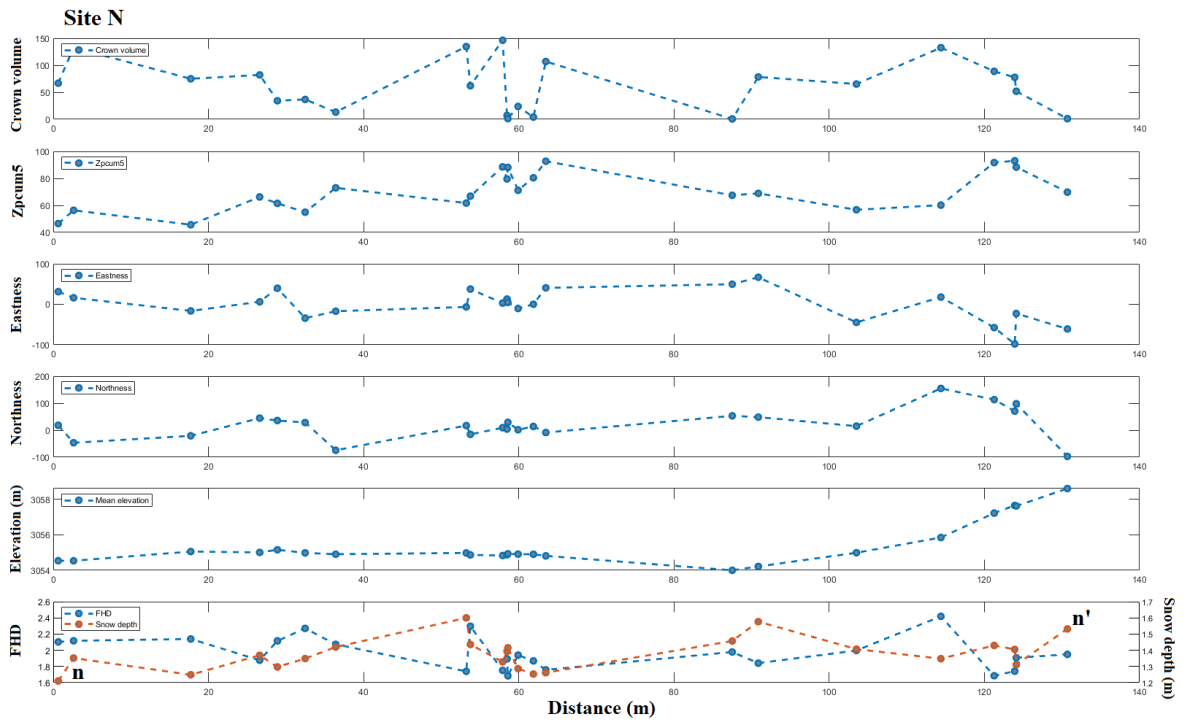 Site N
Crown volume
150
100
50
0
Crown volume
0 20 40 60 80 100 120 140
Zpcum5
100
80
60
40
Zpcum5
0 20 40 60 80 100 120 140
Eastness
100
0
-100
Eastness
0 20 40 60 80 100 120 140
Northness
200
100
0
-100
Northness
0 20 40 60 80 100 120 140
Elevation (m)
3058
3056
3054
Mean elevation
0 20 40 60 80 100 120 140
FHD
2.6
2.4
2.2
2.0
1.8
1.6
FHD
Snow depth
n
n'
1.7
1.6
1.5
1.4
1.3
1.2
Snow depth (m)
0 20 40 60 80 100 120 140
Distance (m)